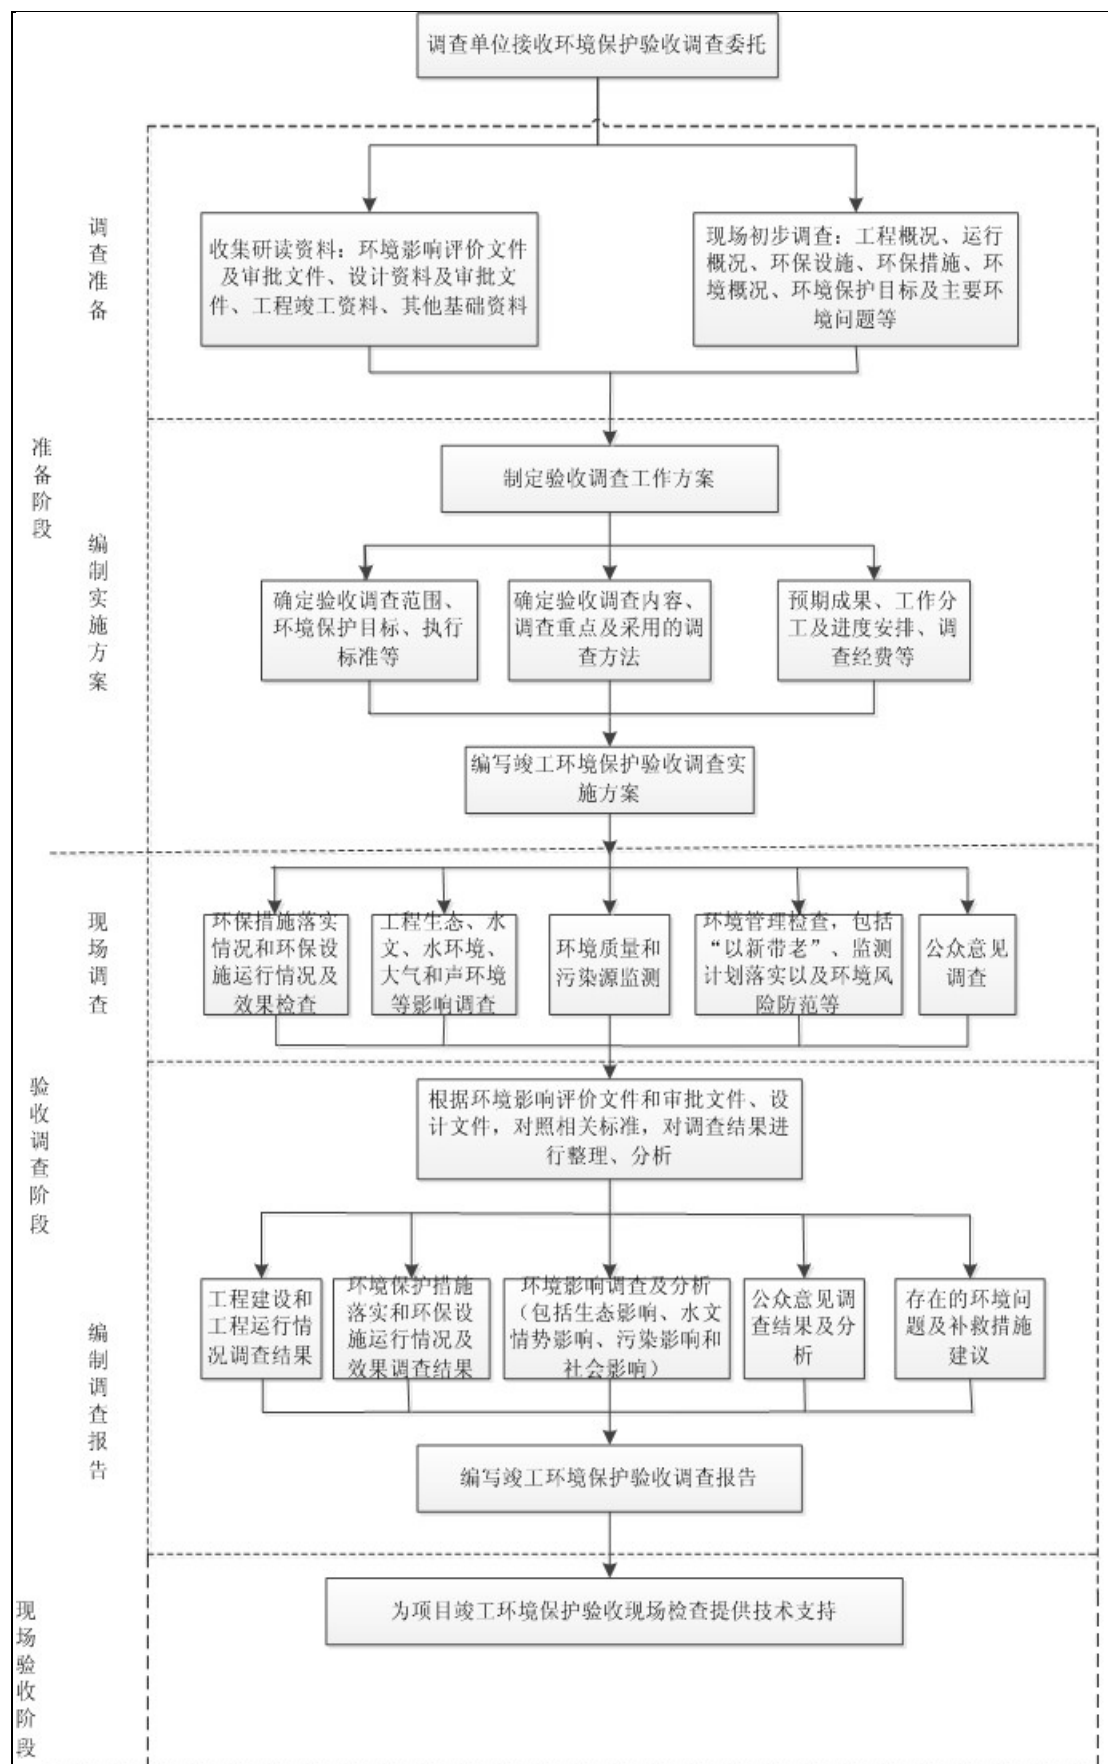 调查单位接收环境保护验收调查委托
调查准备
收集研读资料：环境影响评价文件
及审批文件、设计资料及审批文
件、工程竣工资料、其他基础资料
现场初步调查：工程概况、运行
概况、环保设施、环保措施、环
境概况、环境保护目标及主要环
境问题等
准备阶段
编制实施方案
制定验收调查工作方案
确定验收调查范围、
环境保护目标、执行
标准等
确定验收调查内容、
调查重点及采用的调
查方法
预期成果、工作分
工及进度安排、调
查经费等
编写竣工环境保护验收调查实
施方案
现场调查
环保措施落实
情况和环保设
施运行情况及
效果检查
工程生态、水
文、水环境、
大气和声环境
等影响调查
环境质量和
污染源监测
环境管理检查，包括
“以新带老”、监测
计划落实以及环境风
险防范等
公众意见
调查
验收调查阶段
根据环境影响评价文件和审批文件、设
计文件，对照相关标准，对调查结果进
行整理、分析
编制调查报告
工程建设和
工程运行情
况调查结果
环境保护措施
落实和环保设
施运行情况及
效果调查结果
环境影响调查及分析
（包括生态影响、水文
情势影响、污染影响和
社会影响）
公众意见调
查结果及分
析
存在的环境问
题及补救措施
建议
编写竣工环境保护验收调查报告
现场验收阶段
为项目竣工环境保护验收现场检查提供技术支持